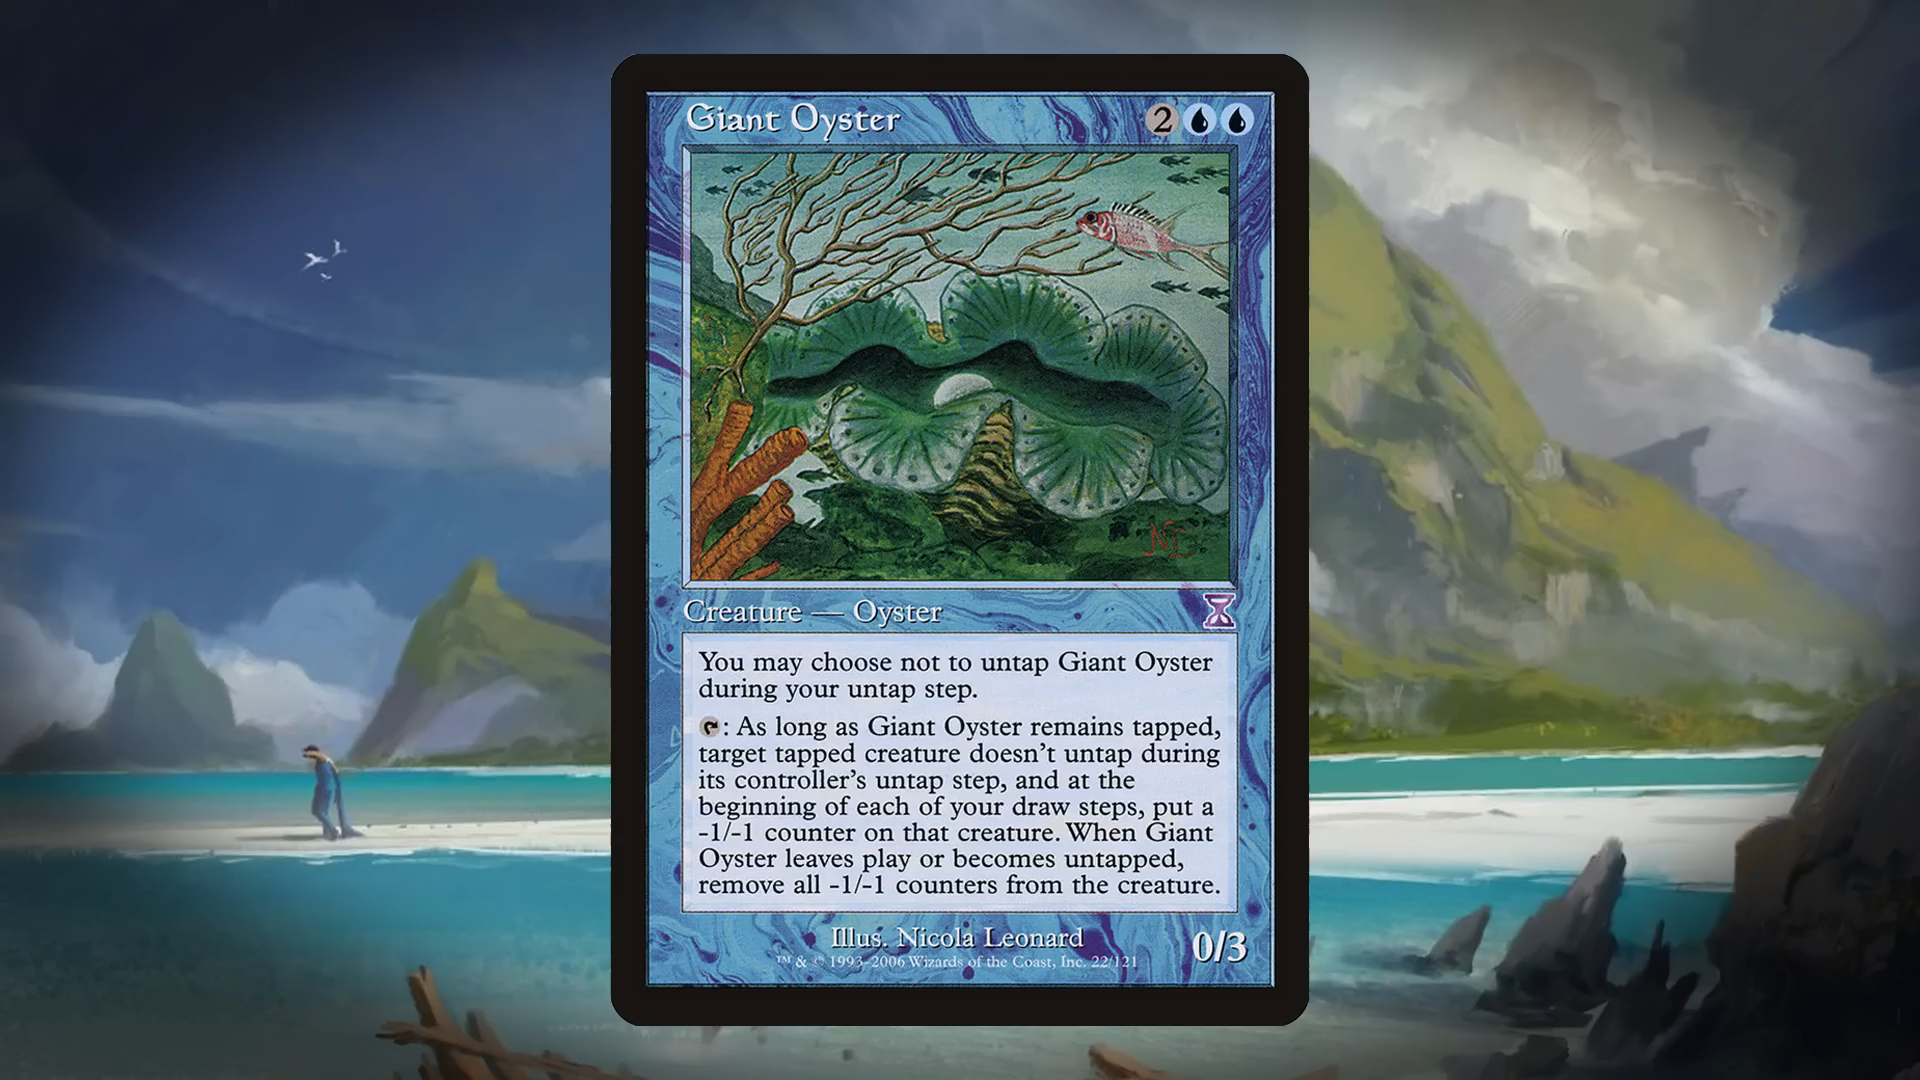 Giant Oyster
2
Creature — Oyster
You may choose not to untap Giant Oyster
during your untap step.
: As long as Giant Oyster remains tapped,
target tapped creature doesn't untap during
its controller's untap step, and at the
beginning of each of your draw steps, put a
-1/-1 counter on that creature. When Giant
Oyster leaves play or becomes untapped,
remove all -1/-1 counters from the creature.
NL
Illus. Nicola Leonard
0/3
™ & © 1993-2006 Wizards of the Coast, Inc. 22/121